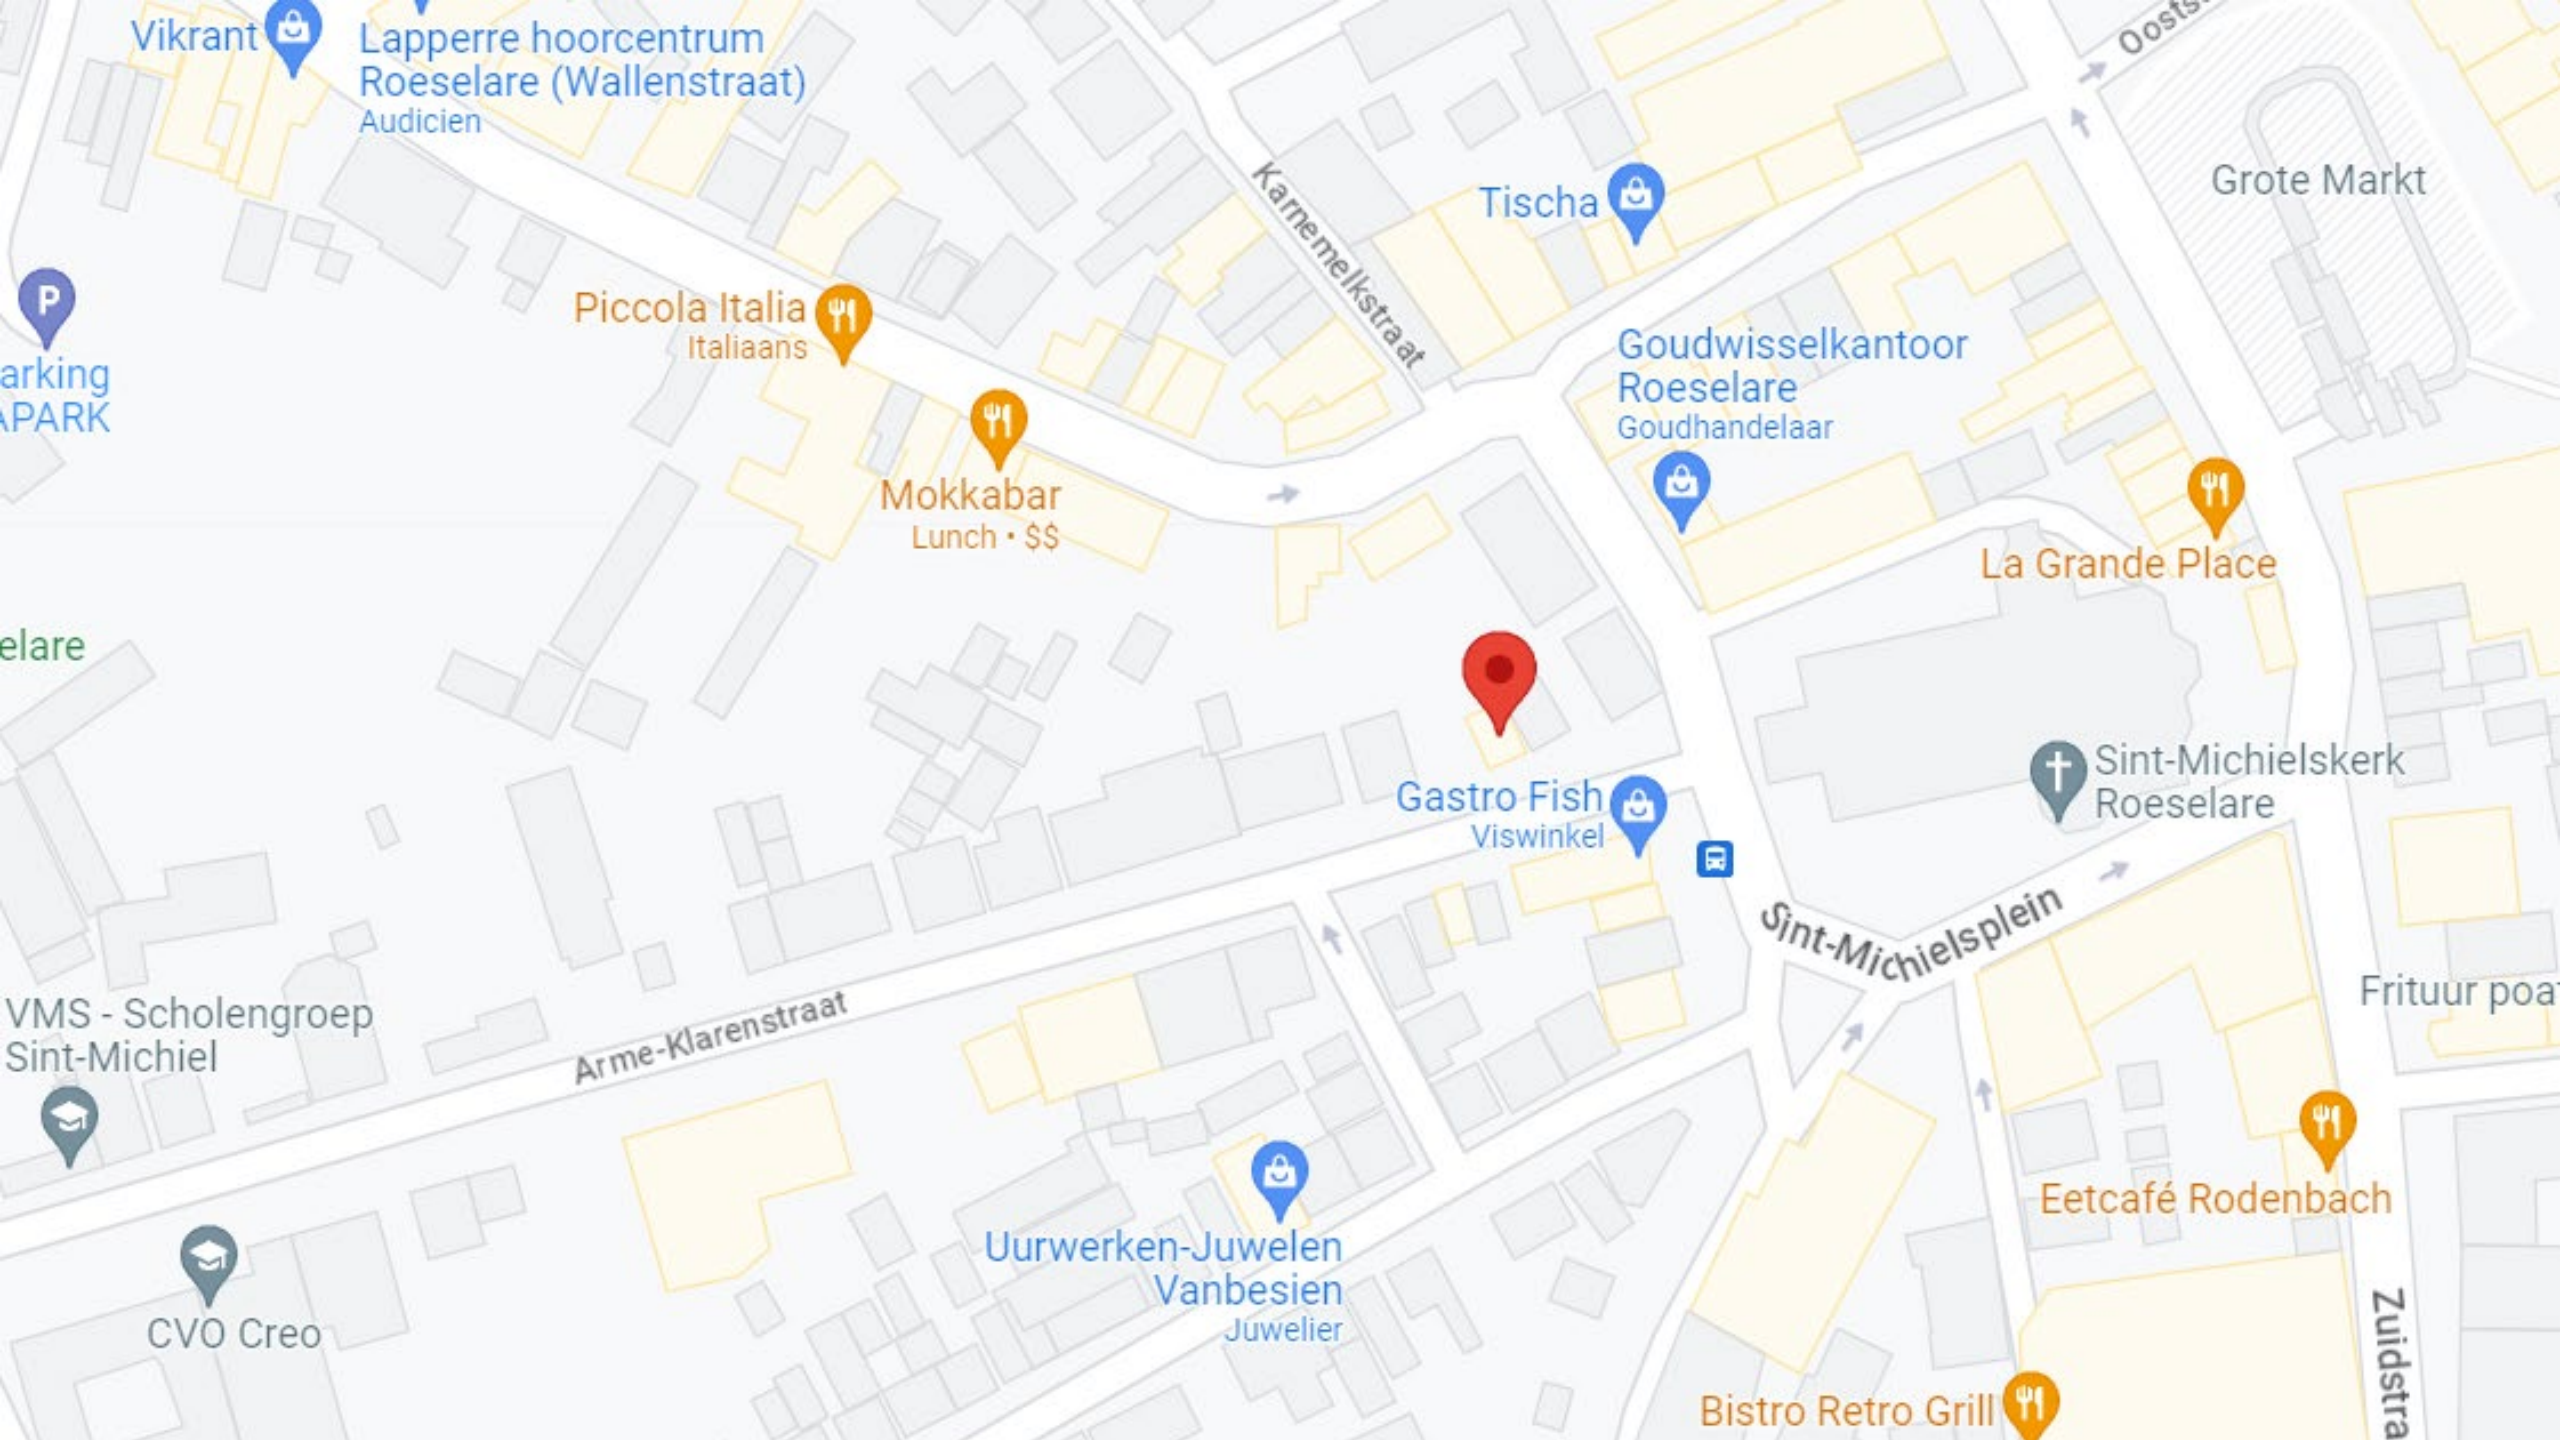 Vikrant
Lapperre hoorcentrum
Roeselare (Wallenstraat)
Audicien
Oosts
Grote Markt
Karnemelkstraat
Tischa
Piccola Italia
Italiaans
Goudwisselkantoor
Roeselare
Goudhandelaar
P
arking
APARK
Mokkabar
Lunch • $$
La Grande Place
elare
Gastro Fish
Viswinkel
Sint-Michielskerk
Roeselare
Sint-Michielsplein
Frituur poa
VMS - Scholengroep
Sint-Michiel
Arme-Klarenstraat
Eetcafé Rodenbach
Uurwerken-Juwelen
Vanbesien
Juwelier
CVO Creo
Zuidstra
Bistro Retro Grill